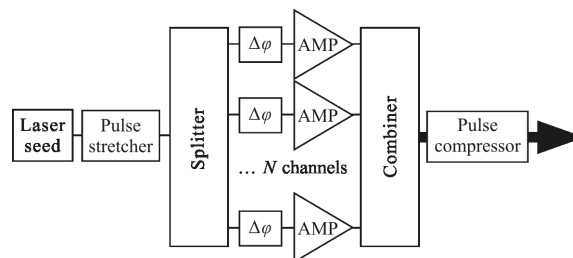 Laser
seed
Pulse
stretcher
Splitter
Δφ
AMP
Δφ
AMP
... N channels
Δφ
AMP
Combiner
Pulse
compressor